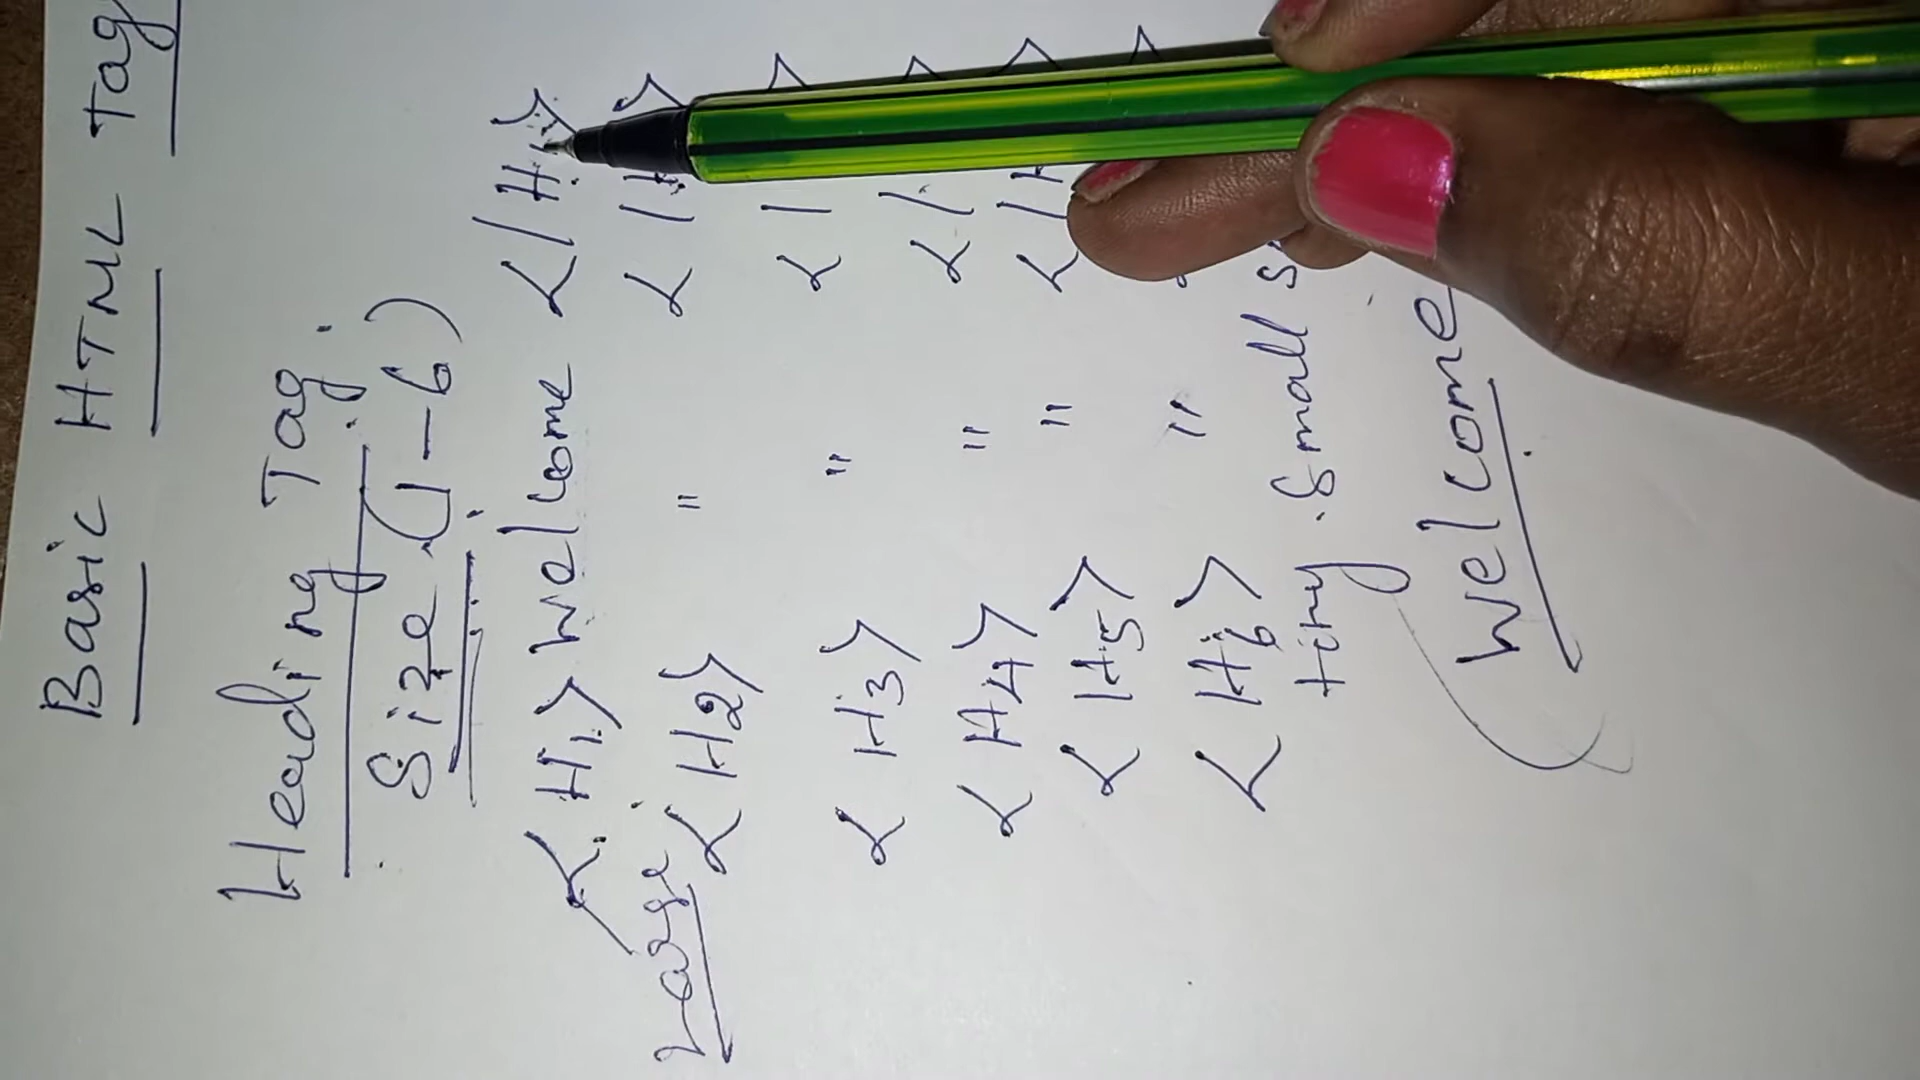 Basic HTML Tag
Heading Tag
Size (1-6)
<H1> Welcome </H1>
Large
<H2> " </H
<H3> " </
<H4> " </
<H5> " </H
<H6> "
tiny Small
Welcome